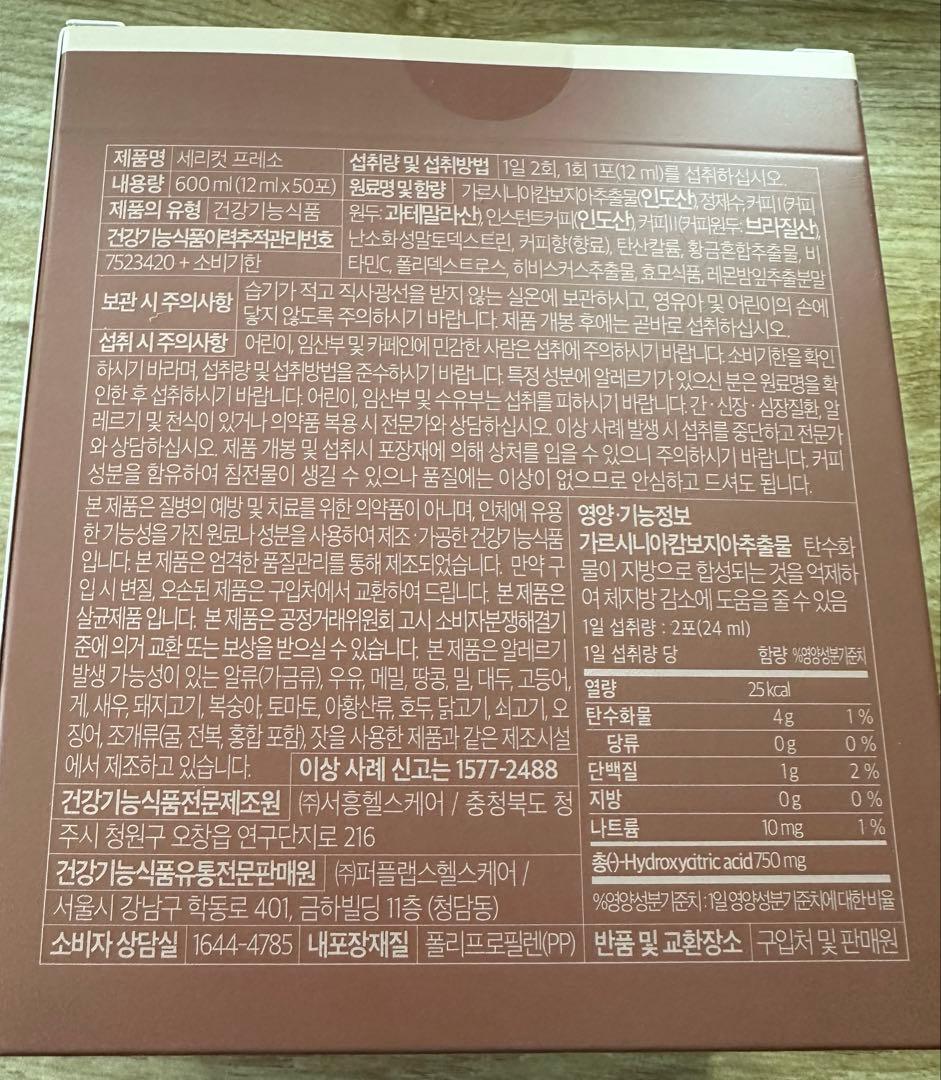 제품명 세리컷 프레소
내용량 600 ml (12 ml x 50포)
제품의 유형 건강기능식품
건강기능식품이력추적관리번호
7523420 + 소비기한
섭취량 및 섭취방법 1일 2회, 1회 1포(12 ml)를 섭취하십시오.
원료명 및 함량 가르시니아캄보지아추출물(인도산), 정제수, 커피I(커피
원두: 과테말라산), 인스턴트커피(인도산), 커피II(커피원두: 브라질산),
난소화성말토덱스트린, 커피향(향료), 탄산칼륨, 황금혼합추출물, 비
타민C, 폴리덱스트로스, 히비스커스추출물, 효모식품, 레몬밤잎추출분말
보관 시 주의사항 습기가 적고 직사광선을 받지 않는 실온에 보관하시고, 영유아 및 어린이의 손에
닿지 않도록 주의하시기 바랍니다. 제품 개봉 후에는 곧바로 섭취하십시오.
섭취 시 주의사항 어린이, 임산부 및 카페인에 민감한 사람은 섭취에 주의하시기 바랍니다. 소비기한을 확인
하시기 바라며, 섭취량 및 섭취방법을 준수하시기 바랍니다. 특정 성분에 알레르기가 있으신 분은 원료명을 확
인한 후 섭취하시기 바랍니다. 어린이, 임산부 및 수유부는 섭취를 피하시기 바랍니다. 간·신장·심장질환, 알
레르기 및 천식이 있거나 의약품 복용 시 전문가와 상담하십시오. 이상 사례 발생 시 섭취를 중단하고 전문가
와 상담하십시오. 제품 개봉 및 섭취시 포장재에 의해 상처를 입을 수 있으니 주의하시기 바랍니다. 커피
성분을 함유하여 침전물이 생길 수 있으나 품질에는 이상이 없으므로 안심하고 드셔도 됩니다.
본 제품은 질병의 예방 및 치료를 위한 의약품이 아니며, 인체에 유용
한 기능성을 가진 원료나 성분을 사용하여 제조·가공한 건강기능식품
입니다. 본 제품은 엄격한 품질관리를 통해 제조되었습니다. 만약 구
입 시 변질, 오손된 제품은 구입처에서 교환하여 드립니다. 본 제품은
살균제품 입니다. 본 제품은 공정거래위원회 고시 소비자분쟁해결기
준에 의거 교환 또는 보상을 받으실 수 있습니다. 본 제품은 알레르기
발생 가능성이 있는 알류(가금류), 우유, 메밀, 땅콩, 밀, 대두, 고등어,
게, 새우, 돼지고기, 복숭아, 토마토, 아황산류, 호두, 닭고기, 쇠고기, 오
징어, 조개류(굴, 전복, 홍합 포함), 잣을 사용한 제품과 같은 제조시설
에서 제조하고 있습니다. 이상 사례 신고는 1577-2488
건강기능식품전문제조원 ㈜서흥헬스케어 / 충청북도 청
주시 청원구 오창읍 연구단지로 216
건강기능식품유통전문판매원 ㈜퍼플랩스헬스케어 /
서울시 강남구 학동로 401, 금하빌딩 11층 (청담동)
영양·기능정보
가르시니아캄보지아추출물 탄수화
물이 지방으로 합성되는 것을 억제하
여 체지방 감소에 도움을 줄 수 있음
1일 섭취량 : 2포(24 ml)
1일 섭취량 당 함량 %영양성분기준치
열량 25 kcal
탄수화물 4 g 1 %
당류 0 g 0 %
단백질 1 g 2 %
지방 0 g 0 %
나트륨 10 mg 1 %
총(-)-Hydroxycitric acid 750 mg
%영양성분기준치 : 1일 영양성분기준치에 대한 비율
소비자 상담실 1644-4785 내포장재질 폴리프로필렌(PP) 반품 및 교환장소 구입처 및 판매원